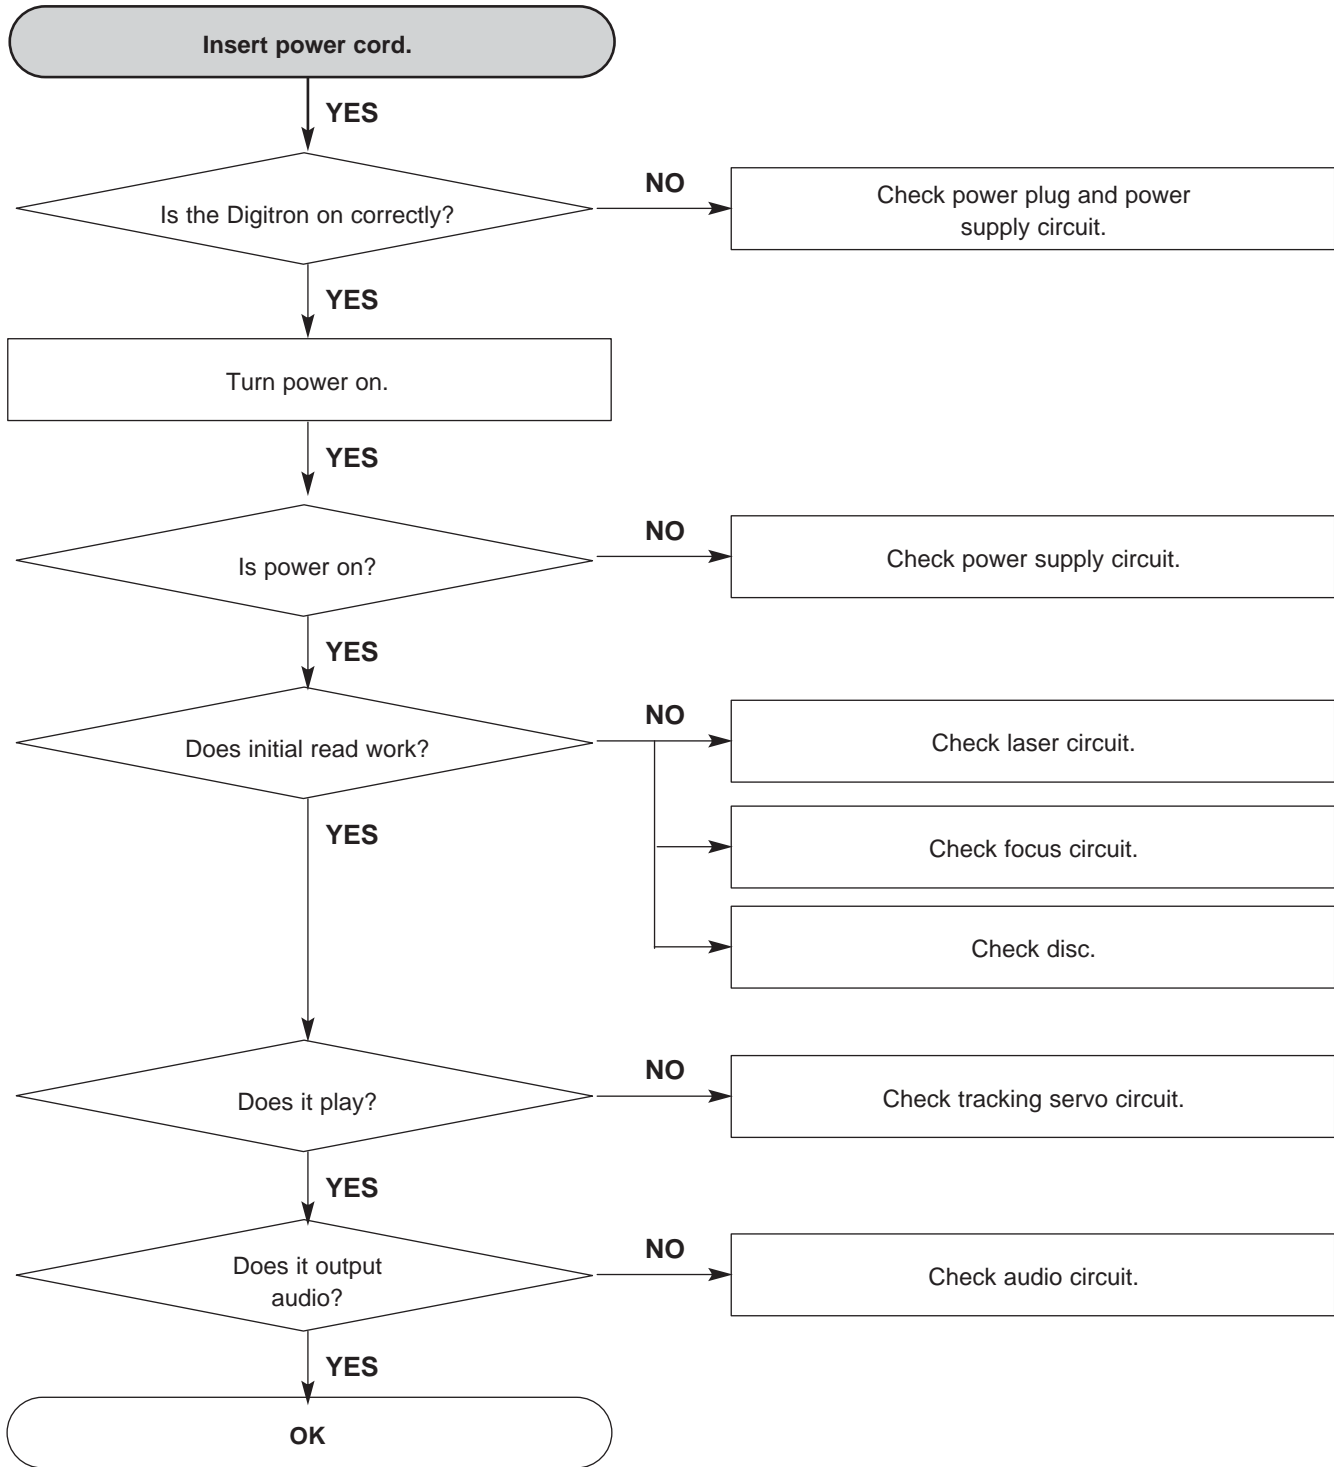 Insert power cord.
YES
Is the Digitron on correctly?
NO
Check power plug and power
supply circuit.
YES
Turn power on.
YES
Is power on?
NO
Check power supply circuit.
YES
Does initial read work?
NO
Check laser circuit.
YES
Check focus circuit.
Check disc.
Does it play?
NO
Check tracking servo circuit.
YES
Does it output
audio?
NO
Check audio circuit.
YES
OK